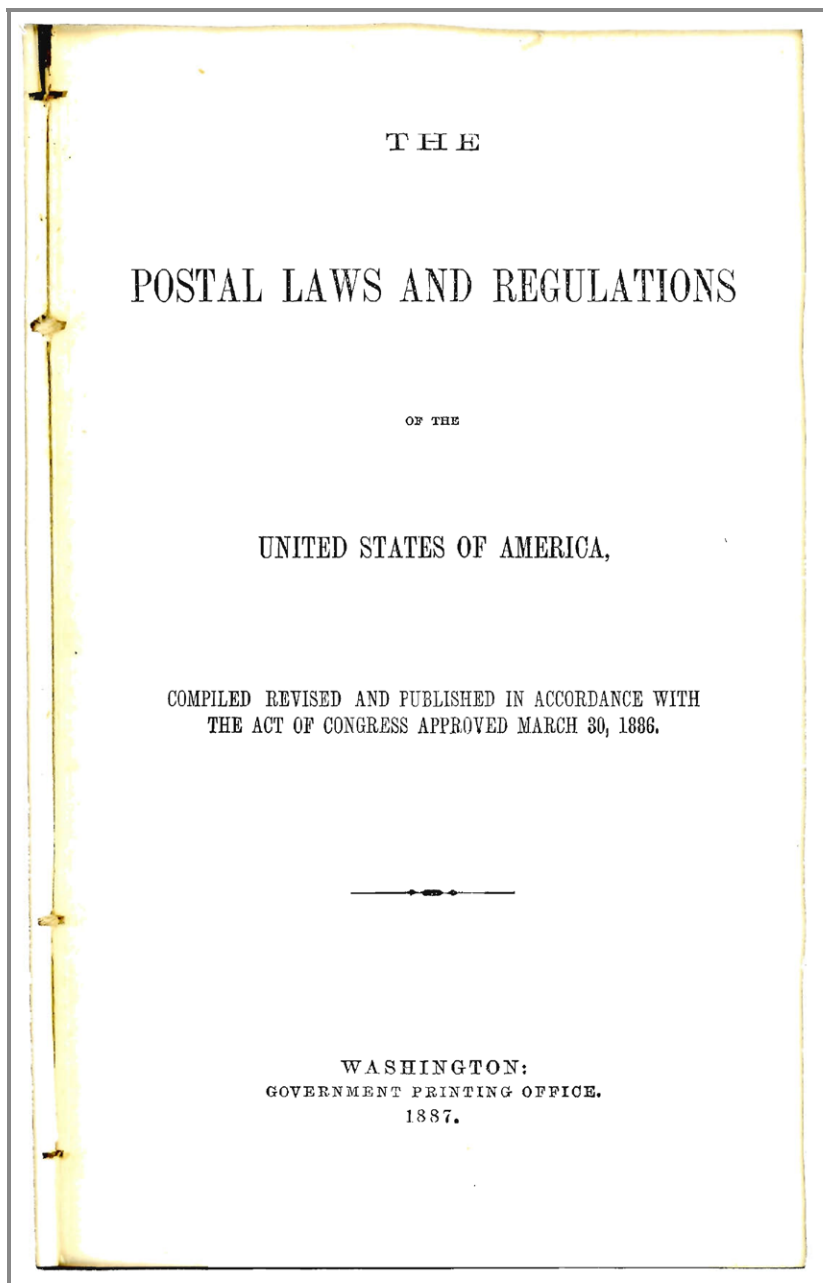 THE
POSTAL LAWS AND REGULATIONS
OF THE
UNITED STATES OF AMERICA,
COMPILED REVISED AND PUBLISHED IN ACCORDANCE WITH
THE ACT OF CONGRESS APPROVED MARCH 30, 1886.
WASHINGTON:
GOVERNMENT PRINTING OFFICE.
1887.